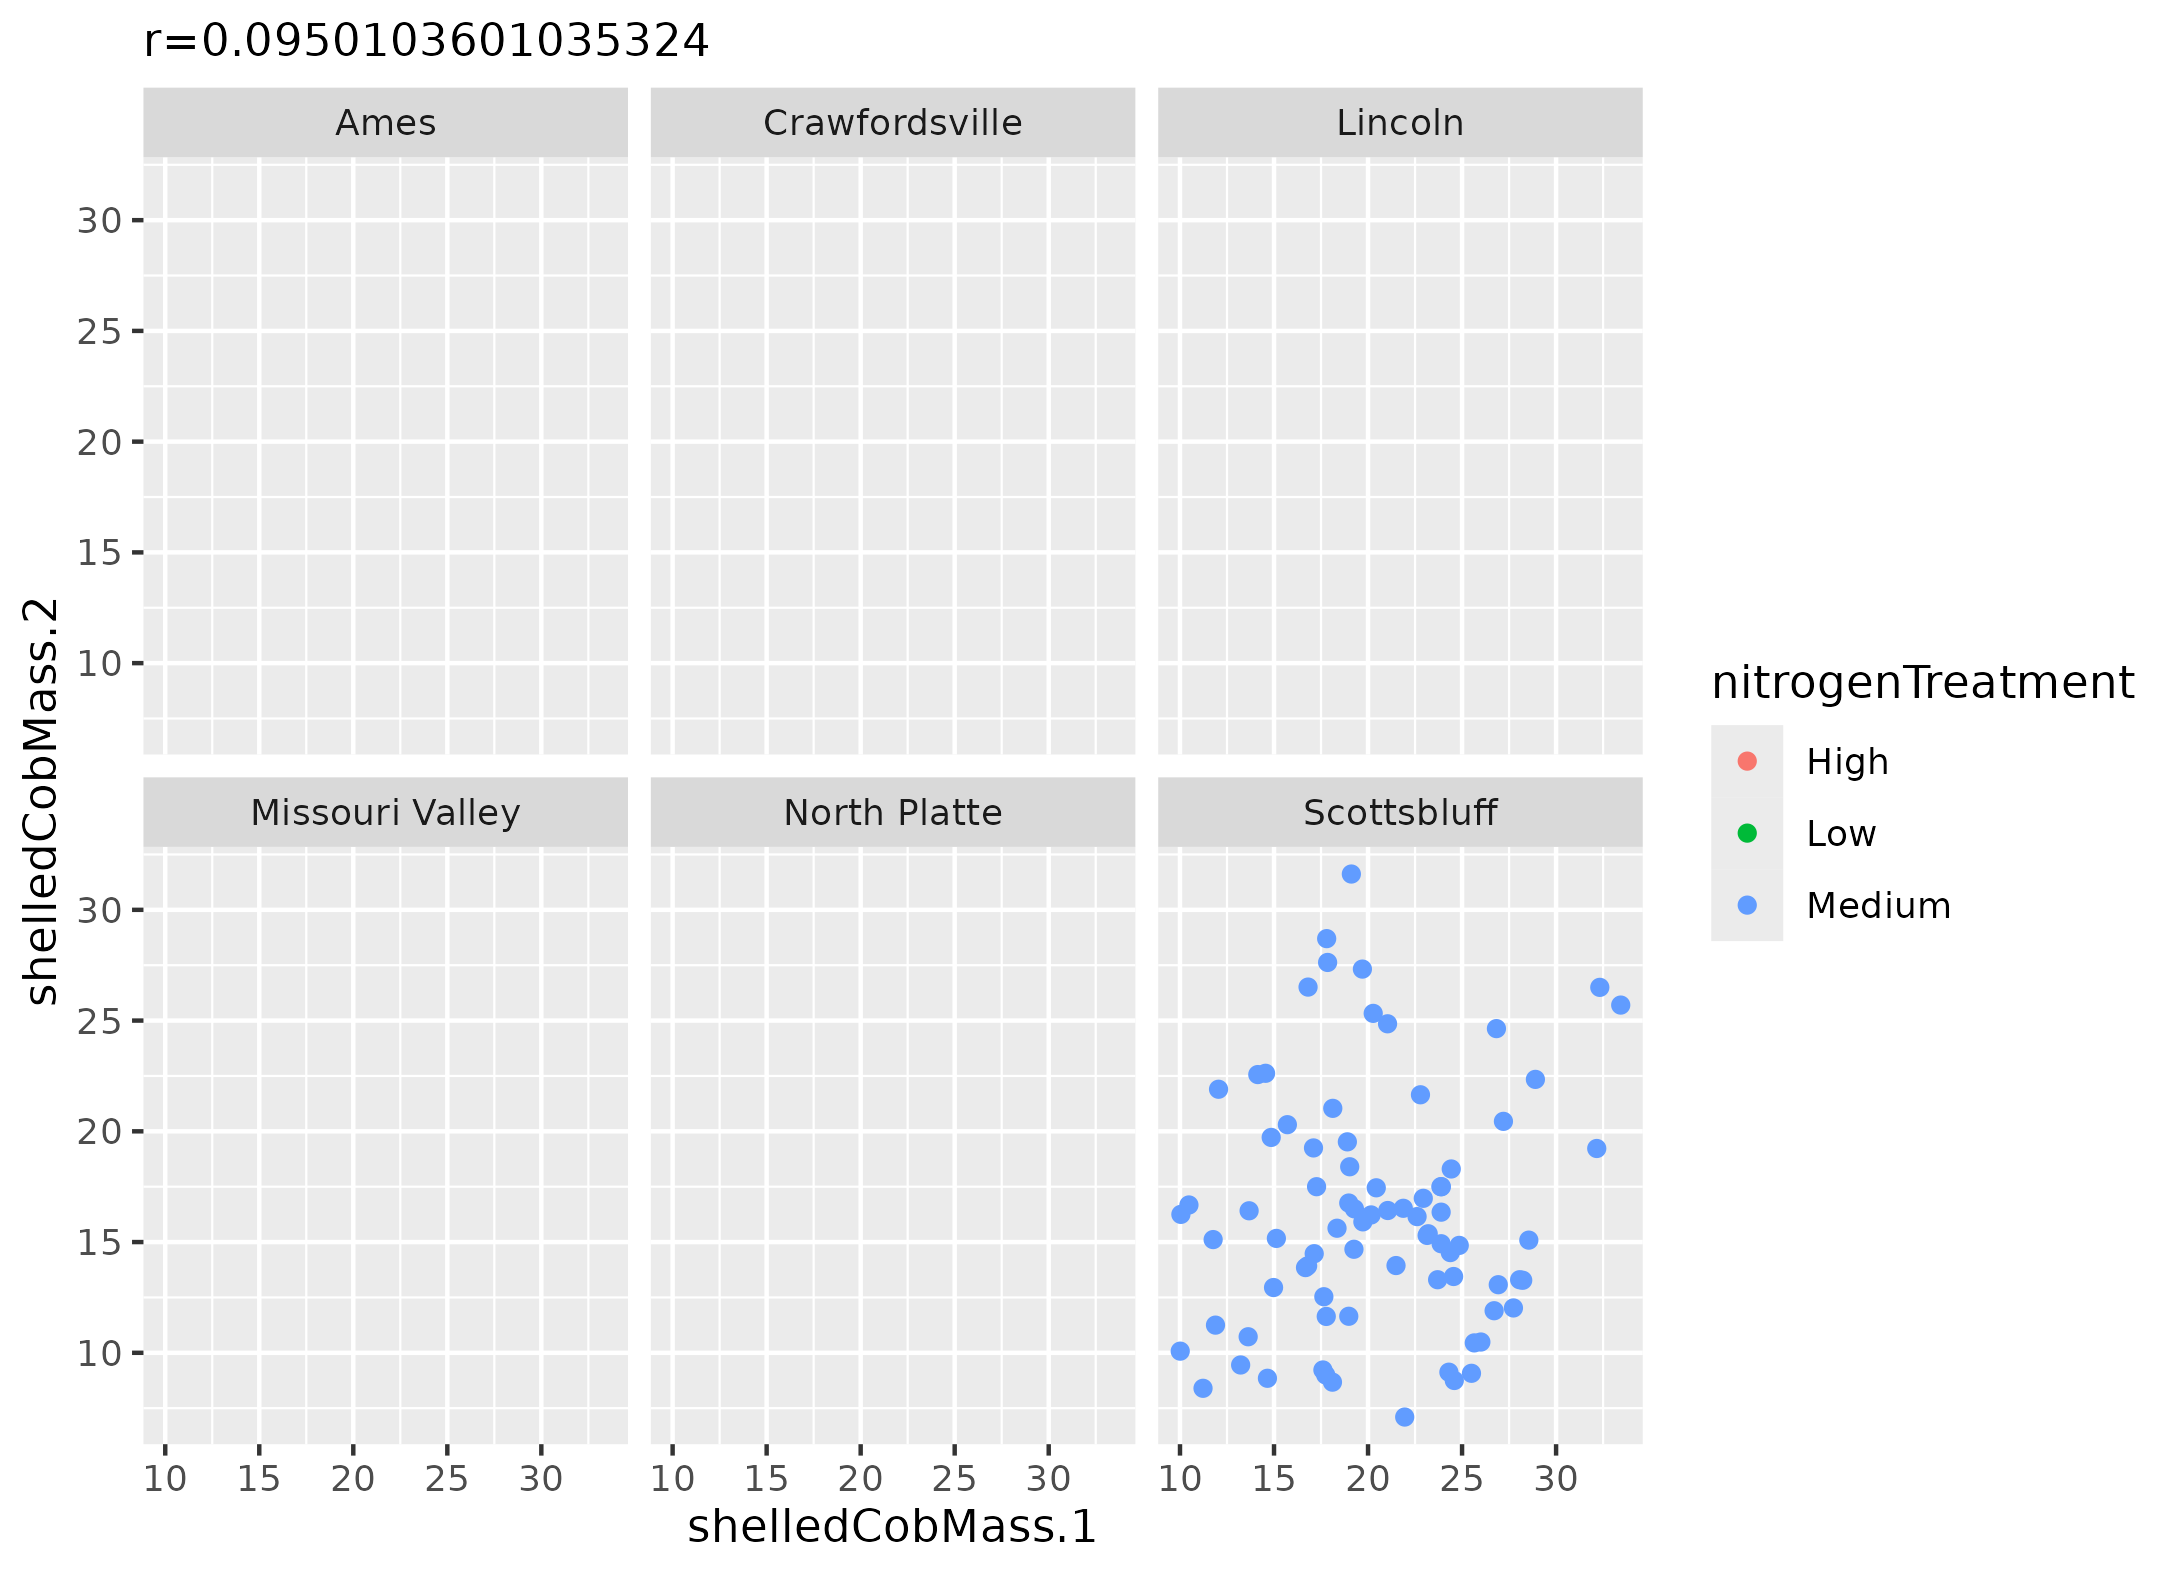 r=0.0950103601035324
Ames
Crawfordsville
Lincoln
30
25
20
15
10
Missouri Valley
North Platte
Scottsbluff
30
25
20
15
10
10 15 20 25 30
10 15 20 25 30
10 15 20 25 30
shelledCobMass.1
shelledCobMass.2
nitrogenTreatment
High
Low
Medium